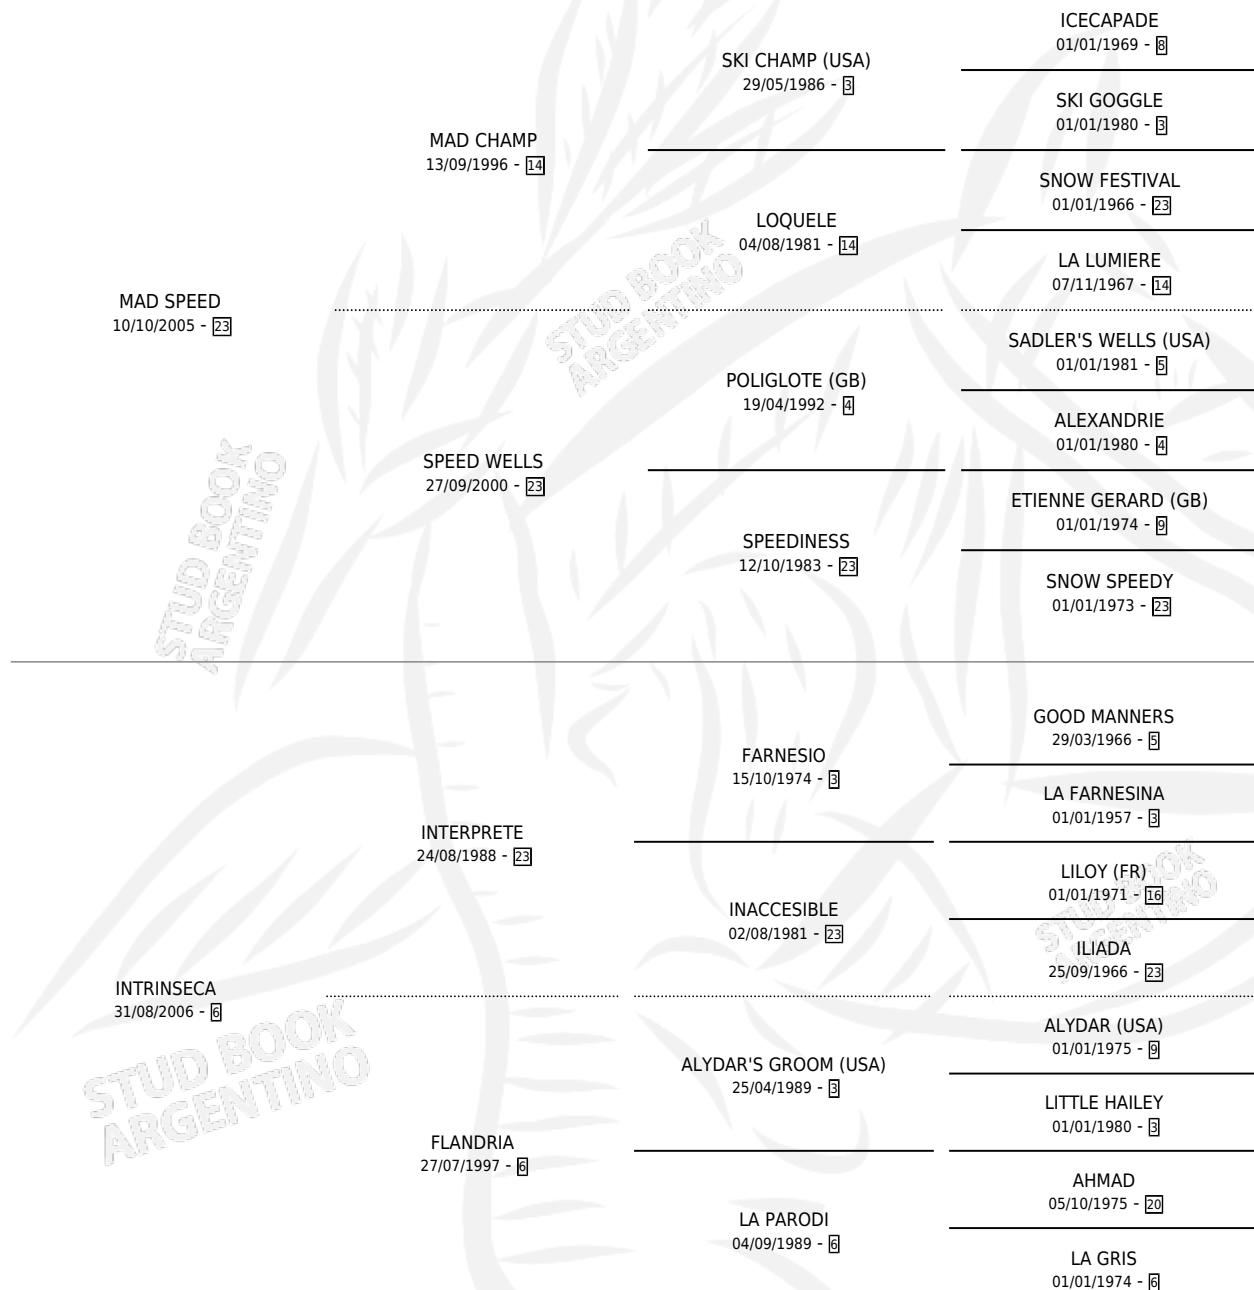 ICECAPADE
01/01/1969 - 8
SKI CHAMP (USA)
29/05/1986 - 3
SKI GOGGLE
01/01/1980 - 3
MAD CHAMP
13/09/1996 - 14
SNOW FESTIVAL
01/01/1966 - 23
LOQUELE
04/08/1981 - 14
LA LUMIERE
07/11/1967 - 14
MAD SPEED
10/10/2005 - 23
SADLER'S WELLS (USA)
01/01/1981 - 5
POLIGLOTE (GB)
19/04/1992 - 4
ALEXANDRIE
01/01/1980 - 4
SPEED WELLS
27/09/2000 - 23
ETIENNE GERARD (GB)
01/01/1974 - 9
SPEEDINESS
12/10/1983 - 23
SNOW SPEEDY
01/01/1973 - 23
GOOD MANNERS
29/03/1966 - 5
FARNESIO
15/10/1974 - 3
LA FARNESINA
01/01/1957 - 3
INTERPRETE
24/08/1988 - 23
LILOY (FR)
01/01/1971 - 16
INACCESIBLE
02/08/1981 - 23
ILIADA
25/09/1966 - 23
INTRINSECA
31/08/2006 - 6
ALYDAR (USA)
01/01/1975 - 9
ALYDAR'S GROOM (USA)
25/04/1989 - 3
LITTLE HAILEY
01/01/1980 - 3
FLANDRIA
27/07/1997 - 6
AHMAD
05/10/1975 - 20
LA PARODI
04/09/1989 - 6
LA GRIS
01/01/1974 - 6
STUD BOOK
ARGENTINO
STUD BOOK
ARGENTINO
STUD BOOK
ARGENTINO
STUD BOOK
ARGENTINO